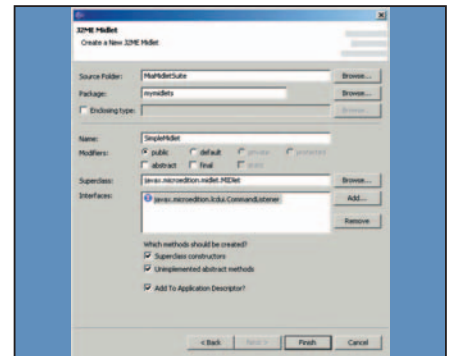 J2ME Midlet
Create a New J2ME Midlet
Source Folder: MiaMidletSuite Browse...
Package: mymidlets Browse...
Enclosing type: Browse...
Name: SimpleMidlet
Modifiers: public default private protected
abstract final static
Superclass: javax.microedition.midlet.MIDlet Browse...
Interfaces: javax.microedition.lcdui.CommandListener Add...
Remove
Which methods should be created?
Superclass constructors
Unimplemented abstract methods
Add To Application Descriptor?
< Back Next > Finish Cancel